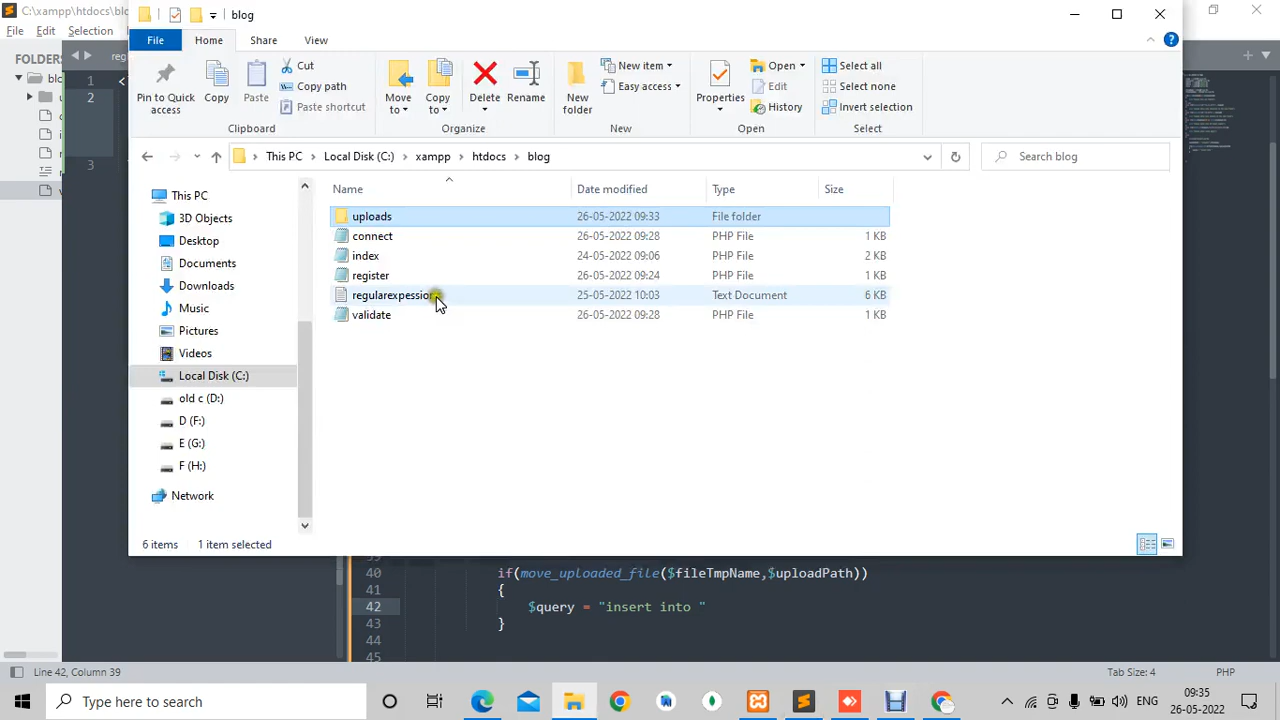 C:\xampp\htdocs\b
blog
File Edit Selection
File Home Share View
FOLDERS
Pin to Quick access
Copy
Paste
Cut
Copy path
Paste shortcut
Move to
Copy to
Rename
New item
Easy access
Properties
Open
Edit
History
Select all
Select none
Invert selection
Clipboard
Organise
Open
Select
This PC
Local Disk (C:)
xampp
htdocs
blog
Search blog
Name Date modified Type Size
This PC
3D Objects
Desktop
Documents
Downloads
Music
Pictures
Videos
Local Disk (C:)
old c (D:)
D (F:)
E (G:)
F (H:)
Network
uploads 26-05-2022 09:33 File folder
connect 26-05-2022 09:28 PHP File 1 KB
index 24-05-2022 09:06 PHP File 2 KB
register 26-05-2022 09:24 PHP File 1 KB
regularexpession 25-05-2022 10:03 Text Document 6 KB
validate 26-05-2022 09:28 PHP File 1 KB
6 items 1 item selected
1 <
2
3
40 if(move_uploaded_file($fileTmpName,$uploadPath))
41 {
42 $query = "insert into "
43 }
44
45
Line 42, Column 39 Tab Size: 4 PHP
Type here to search
ENG
09:35
26-05-2022